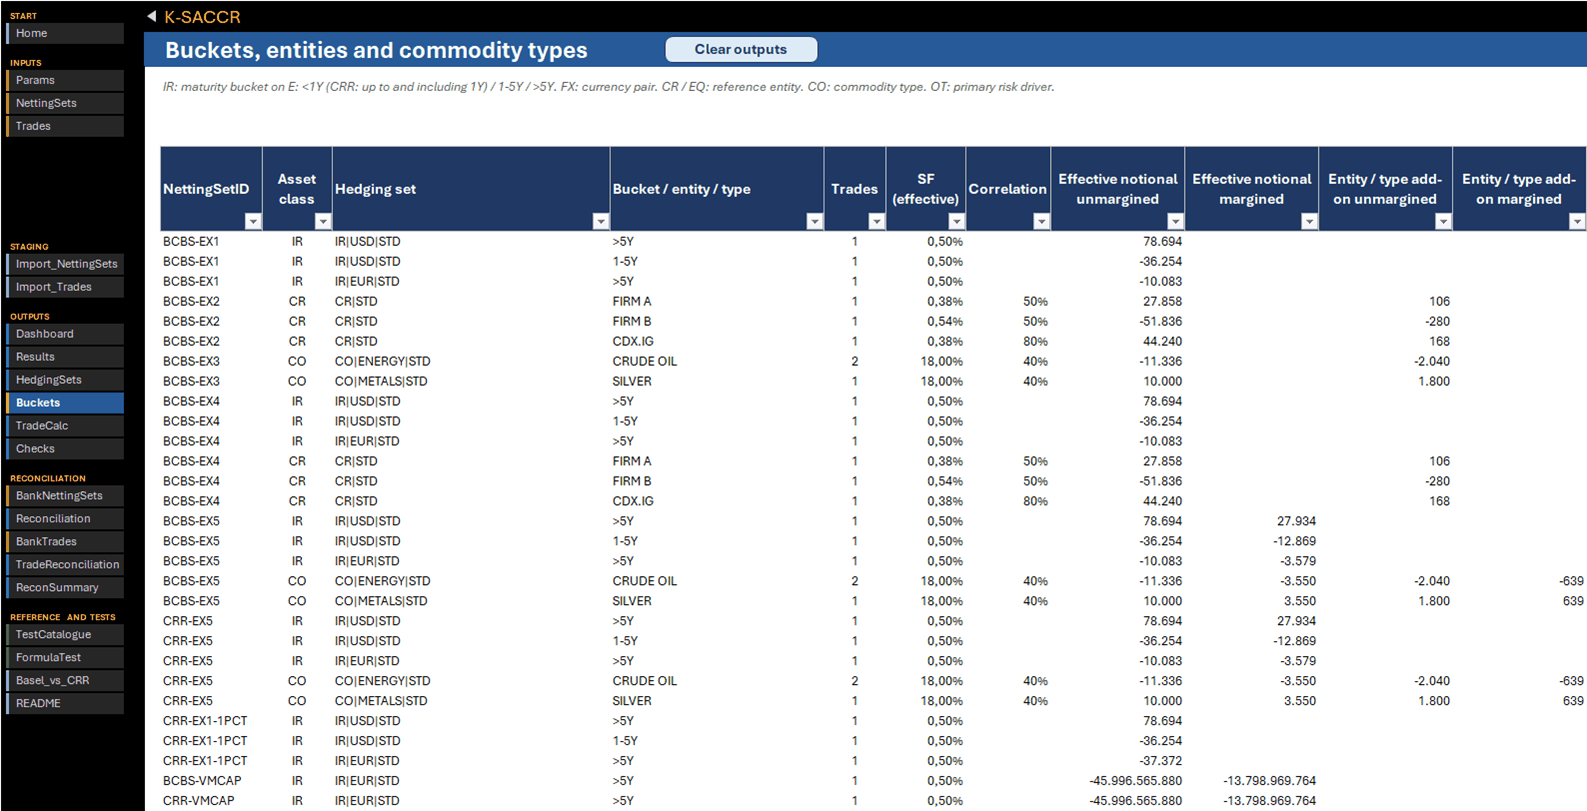 START
Home
INPUTS
Params
NettingSets
Trades
STAGING
Import_NettingSets
Import_Trades
OUTPUTS
Dashboard
Results
HedgingSets
Buckets
TradeCalc
Checks
RECONCILIATION
BankNettingSets
Reconciliation
BankTrades
TradeReconciliation
ReconSummary
REFERENCE AND TESTS
TestCatalogue
FormulaTest
Basel_vs_CRR
README
K-SACCR
Buckets, entities and commodity types
Clear outputs
IR: maturity bucket on E: <1Y (CRR: up to and including 1Y) / 1-5Y / >5Y. FX: currency pair. CR / EQ: reference entity. CO: commodity type. OT: primary risk driver.
NettingSetID Asset class Hedging set Bucket / entity / type Trades SF (effective) Correlation Effective notional unmargined Effective notional margined Entity / type add-on unmargined Entity / type add-on margined
BCBS-EX1 IR IR|USD|STD >5Y 1 0,50% 78.694
BCBS-EX1 IR IR|USD|STD 1-5Y 1 0,50% -36.254
BCBS-EX1 IR IR|EUR|STD >5Y 1 0,50% -10.083
BCBS-EX2 CR CR|STD FIRM A 1 0,38% 50% 27.858 106
BCBS-EX2 CR CR|STD FIRM B 1 0,54% 50% -51.836 -280
BCBS-EX2 CR CR|STD CDX.IG 1 0,38% 80% 44.240 168
BCBS-EX3 CO CO|ENERGY|STD CRUDE OIL 2 18,00% 40% -11.336 -2.040
BCBS-EX3 CO CO|METALS|STD SILVER 1 18,00% 40% 10.000 1.800
BCBS-EX4 IR IR|USD|STD >5Y 1 0,50% 78.694
BCBS-EX4 IR IR|USD|STD 1-5Y 1 0,50% -36.254
BCBS-EX4 IR IR|EUR|STD >5Y 1 0,50% -10.083
BCBS-EX4 CR CR|STD FIRM A 1 0,38% 50% 27.858 106
BCBS-EX4 CR CR|STD FIRM B 1 0,54% 50% -51.836 -280
BCBS-EX4 CR CR|STD CDX.IG 1 0,38% 80% 44.240 168
BCBS-EX5 IR IR|USD|STD >5Y 1 0,50% 78.694 27.934
BCBS-EX5 IR IR|USD|STD 1-5Y 1 0,50% -36.254 -12.869
BCBS-EX5 IR IR|EUR|STD >5Y 1 0,50% -10.083 -3.579
BCBS-EX5 CO CO|ENERGY|STD CRUDE OIL 2 18,00% 40% -11.336 -3.550 -2.040 -639
BCBS-EX5 CO CO|METALS|STD SILVER 1 18,00% 40% 10.000 3.550 1.800 639
CRR-EX5 IR IR|USD|STD >5Y 1 0,50% 78.694 27.934
CRR-EX5 IR IR|USD|STD 1-5Y 1 0,50% -36.254 -12.869
CRR-EX5 IR IR|EUR|STD >5Y 1 0,50% -10.083 -3.579
CRR-EX5 CO CO|ENERGY|STD CRUDE OIL 2 18,00% 40% -11.336 -3.550 -2.040 -639
CRR-EX5 CO CO|METALS|STD SILVER 1 18,00% 40% 10.000 3.550 1.800 639
CRR-EX1-1PCT IR IR|USD|STD >5Y 1 0,50% 78.694
CRR-EX1-1PCT IR IR|USD|STD 1-5Y 1 0,50% -36.254
CRR-EX1-1PCT IR IR|EUR|STD >5Y 1 0,50% -37.372
BCBS-VMCAP IR IR|EUR|STD >5Y 1 0,50% -45.996.565.880 -13.798.969.764
CRR-VMCAP IR IR|EUR|STD >5Y 1 0,50% -45.996.565.880 -13.798.969.764